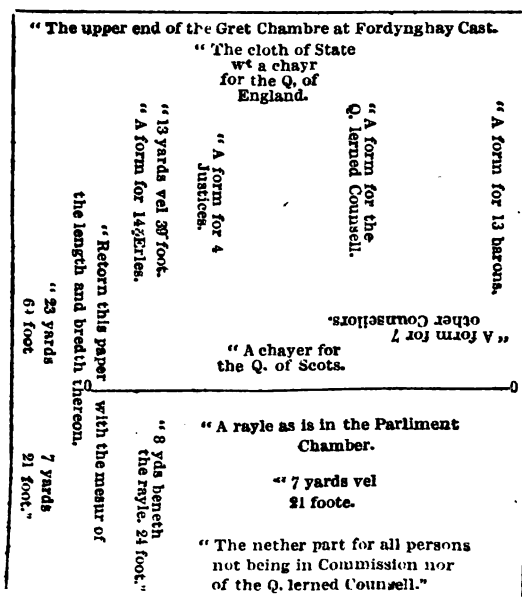 “ The upper end of the Gret Chambre at Fordynghay Cast.
“ The cloth of State
wt a chayr
for the Q. of
England.
“ 13 yards vel 39 foot.
“ A form for 14 Erles.
“ A form for 4
Justices.
“ A form for the
Q. lerned Counsell.
“ A form for 13 barons.
“ A form for 7
other Counsellors.
“ A chayer for
the Q. of Scots.
“ Retorn this paper with the mesur of
the length and bredth thereon.
“ 23 yards
foot
0 0
“ A rayle as is in the Parliment
Chamber.
“ 7 yards vel
21 foote.
“ 8 yds beneth
the rayle. 24 foot.”
7 yards
21 foot.”
“ The nether part for all persons
not being in Commission nor
of the Q. lerned Counsell.”